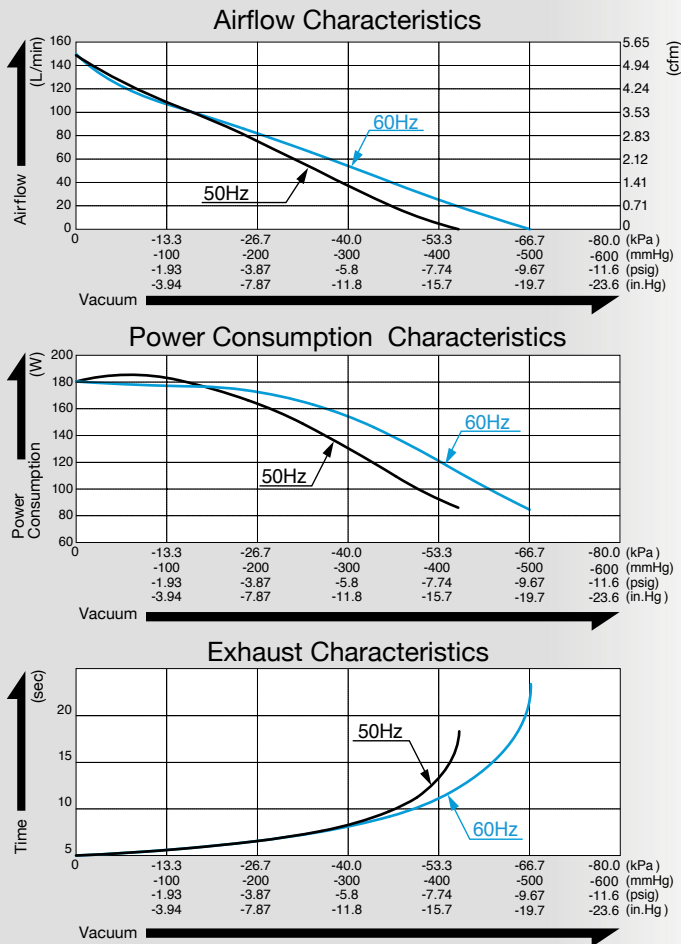 Airflow Characteristics
(L/min)
Airflow
160
140
120
100
80
60
40
20
0
5.65
4.94
4.24
3.53
2.83
2.12
1.41
0.71
0
(cfm)
60Hz
50Hz
0 -13.3 -26.7 -40.0 -53.3 -66.7 -80.0 (kPa )
-100 -200 -300 -400 -500 -600 (mmHg)
-1.93 -3.87 -5.8 -7.74 -9.67 -11.6 (psig)
-3.94 -7.87 -11.8 -15.7 -19.7 -23.6 (in.Hg)
Vacuum
Power Consumption Characteristics
(W)
Power
Consumption
200
180
160
140
120
100
80
60
60Hz
50Hz
0 -13.3 -26.7 -40.0 -53.3 -66.7 -80.0 (kPa)
-100 -200 -300 -400 -500 -600 (mmHg)
-1.93 -3.87 -5.8 -7.74 -9.67 -11.6 (psig)
-3.94 -7.87 -11.8 -15.7 -19.7 -23.6 (in.Hg )
Vacuum
Exhaust Characteristics
(sec)
Time
20
15
10
5
50Hz
60Hz
0 -13.3 -26.7 -40.0 -53.3 -66.7 -80.0 (kPa)
-100 -200 -300 -400 -500 -600 (mmHg)
-1.93 -3.87 -5.8 -7.74 -9.67 -11.6 (psig)
-3.94 -7.87 -11.8 -15.7 -19.7 -23.6 (in.Hg)
Vacuum